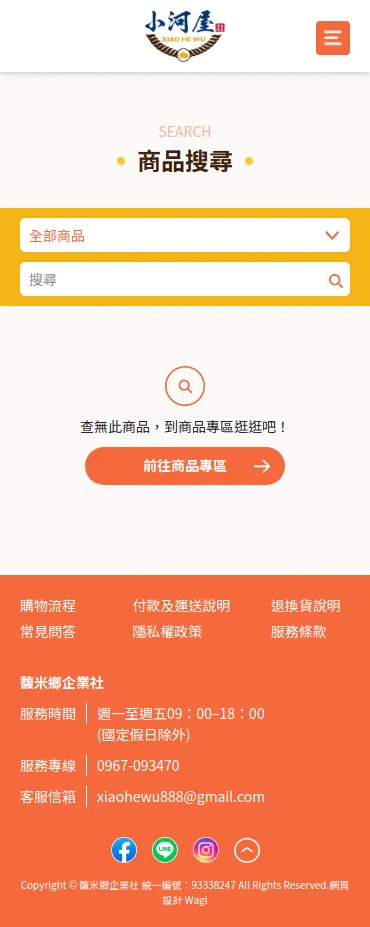 小河屋
XIAO HE WU
SEARCH
商品搜尋
全部商品
搜尋
查無此商品，到商品專區逛逛吧！
前往商品專區
購物流程 付款及運送說明 退換貨說明
常見問答 隱私權政策 服務條款
馥米鄉企業社
服務時間 週一至週五09：00–18：00
(國定假日除外)
服務專線 0967-093470
客服信箱 xiaohewu888@gmail.com
LINE
Copyright © 馥米鄉企業社 統一編號：93338247 All Rights Reserved.網頁
設計 Wagi